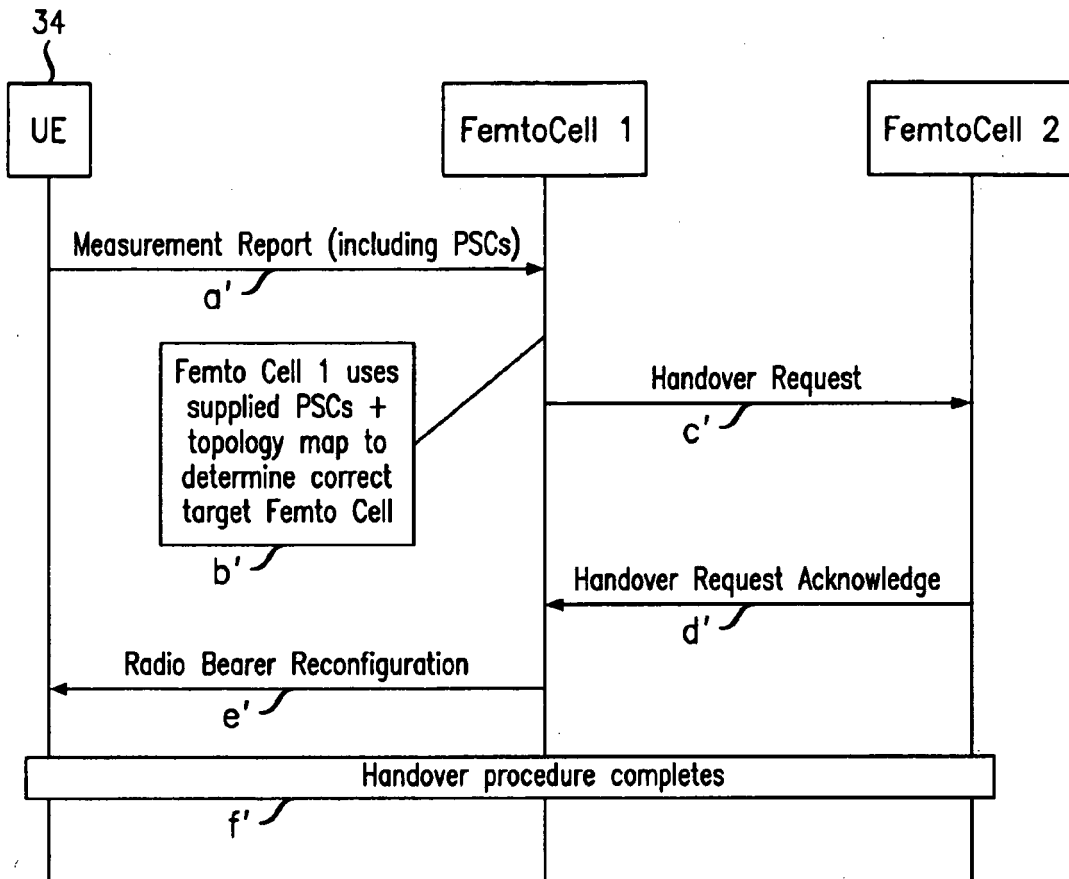 34
UE
FemtoCell 1
FemtoCell 2
Measurement Report (including PSCs)
a'
Femto Cell 1 uses
supplied PSCs +
topology map to
determine correct
target Femto Cell
b'
Handover Request
c'
Handover Request Acknowledge
d'
Radio Bearer Reconfiguration
e'
Handover procedure completes
f'